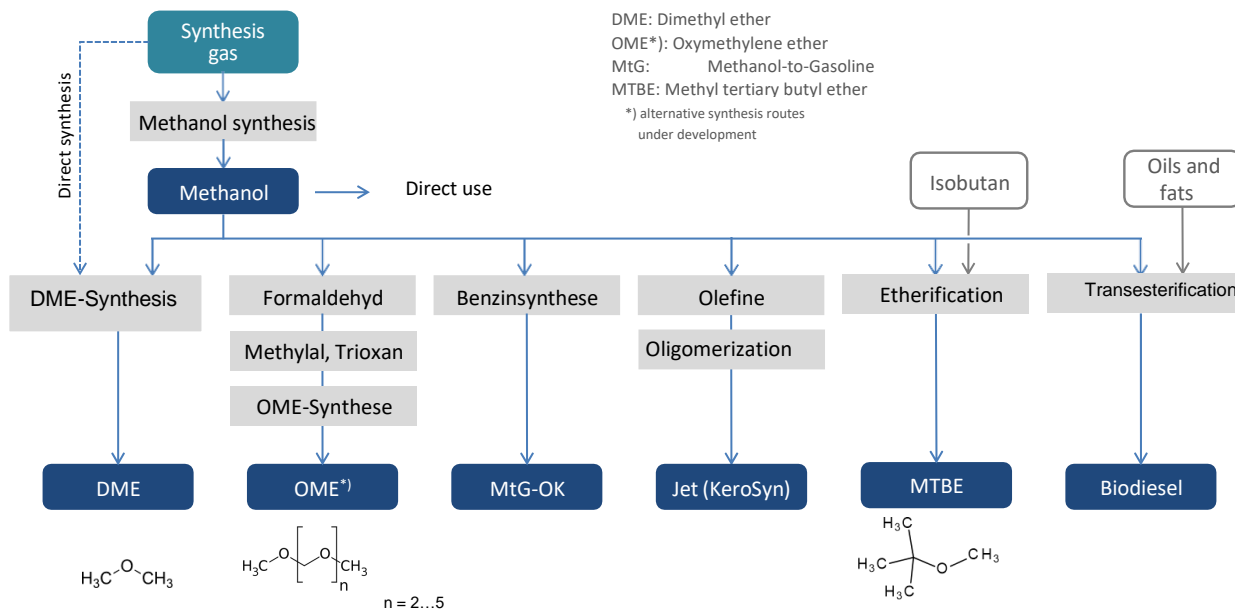 Synthesis
gas
DME: Dimethyl ether
OME*): Oxymethylene ether
MtG: Methanol-to-Gasoline
MTBE: Methyl tertiary butyl ether
*) alternative synthesis routes
under development
Direct synthesis
Methanol synthesis
Methanol
Direct use
Isobutan
Oils and
fats
DME-Synthesis
Formaldehyd
Benzinsynthese
Olefine
Etherification
Transesterification
Methylal, Trioxan
Oligomerization
OME-Synthese
DME
OME*)
MtG-OK
Jet (KeroSyn)
MTBE
Biodiesel
H₃C O CH₃
H₃C O O CH₃ n
n = 2...5
H₃C H₃C H₃C O CH₃